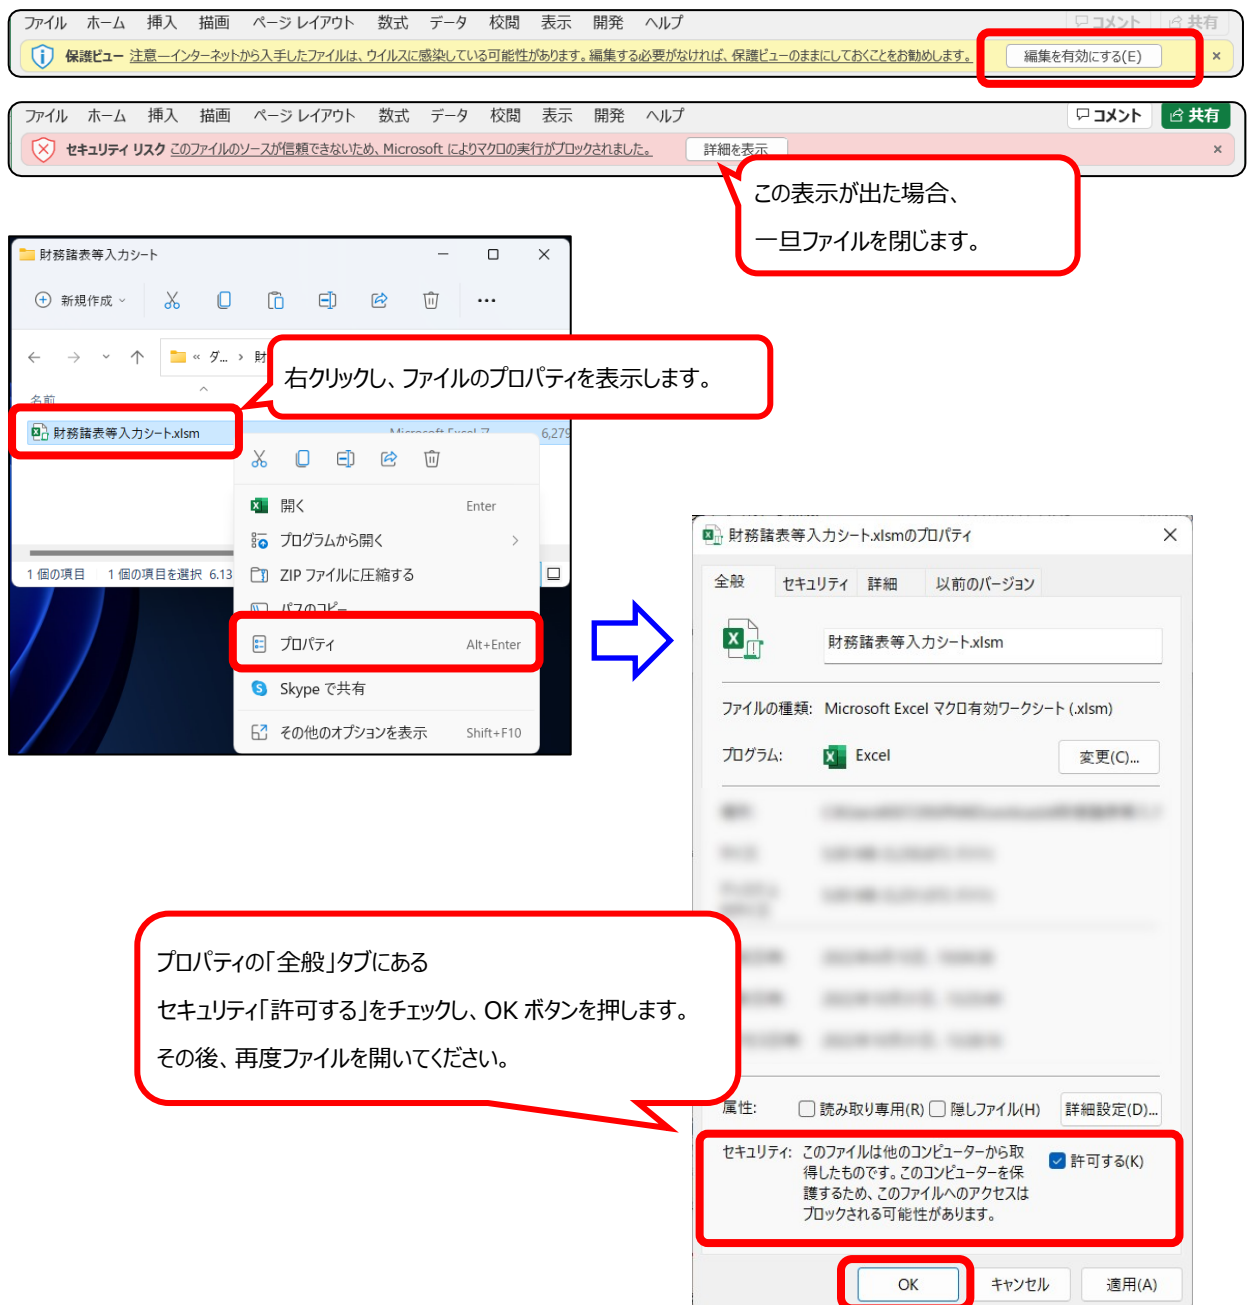 ファイル ホーム 挿入 描画 ページ レイアウト 数式 データ 校閲 表示 開発 ヘルプ コメント 共有
保護ビュー 注意―インターネットから入手したファイルは、ウイルスに感染している可能性があります。編集する必要がなければ、保護ビューのままにしておくことをお勧めします。 編集を有効にする(E) ×
ファイル ホーム 挿入 描画 ページ レイアウト 数式 データ 校閲 表示 開発 ヘルプ コメント 共有
セキュリティ リスク このファイルのソースが信頼できないため、Microsoft によりマクロの実行がブロックされました。 詳細を表示 ×
この表示が出た場合、
一旦ファイルを閉じます。
財務諸表等入力シート
新規作成
« ダ... › 財
右クリックし、ファイルのプロパティを表示します。
名前
財務諸表等入力シート.xlsm Microsoft Excel マ 6,279
開く Enter
プログラムから開く
ZIP ファイルに圧縮する
パスのコピー
プロパティ Alt+Enter
Skype で共有
その他のオプションを表示 Shift+F10
1 個の項目 1 個の項目を選択 6.13
財務諸表等入力シート.xlsmのプロパティ
全般 セキュリティ 詳細 以前のバージョン
財務諸表等入力シート.xlsm
ファイルの種類: Microsoft Excel マクロ有効ワークシート (.xlsm)
プログラム: Excel 変更(C)...
プロパティの「全般」タブにある
セキュリティ「許可する」をチェックし、OK ボタンを押します。
その後、再度ファイルを開いてください。
属性: 読み取り専用(R) 隠しファイル(H) 詳細設定(D)...
セキュリティ: このファイルは他のコンピューターから取 許可する(K)
得したものです。このコンピューターを保
護するため、このファイルへのアクセスは
ブロックされる可能性があります。
OK キャンセル 適用(A)